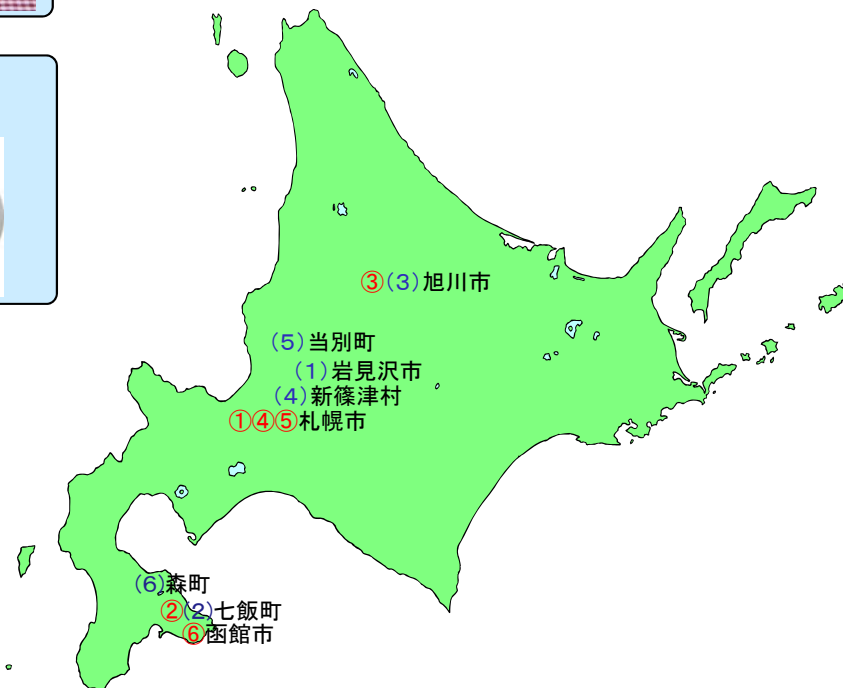 ③(3)旭川市
(5)当別町
(1)岩見沢市
(4)新篠津村
①④⑤札幌市
(6)森町
②(2)七飯町
⑥函館市